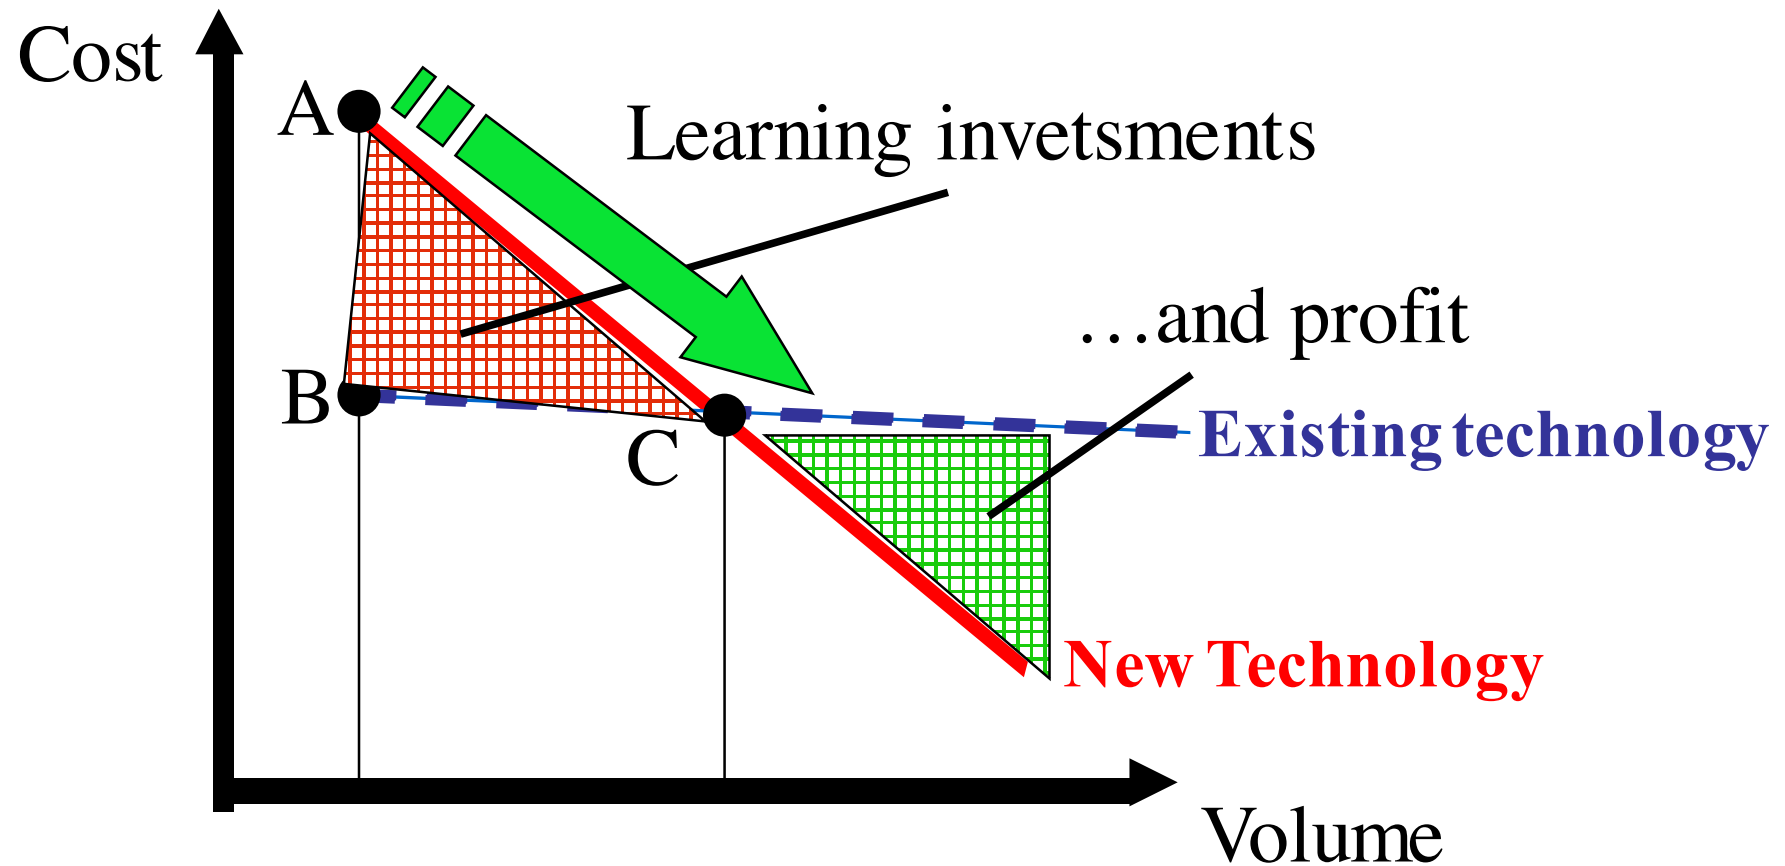 Cost
A
Learning invetsments
…and profit
B
Existing technology
C
New Technology
Volume